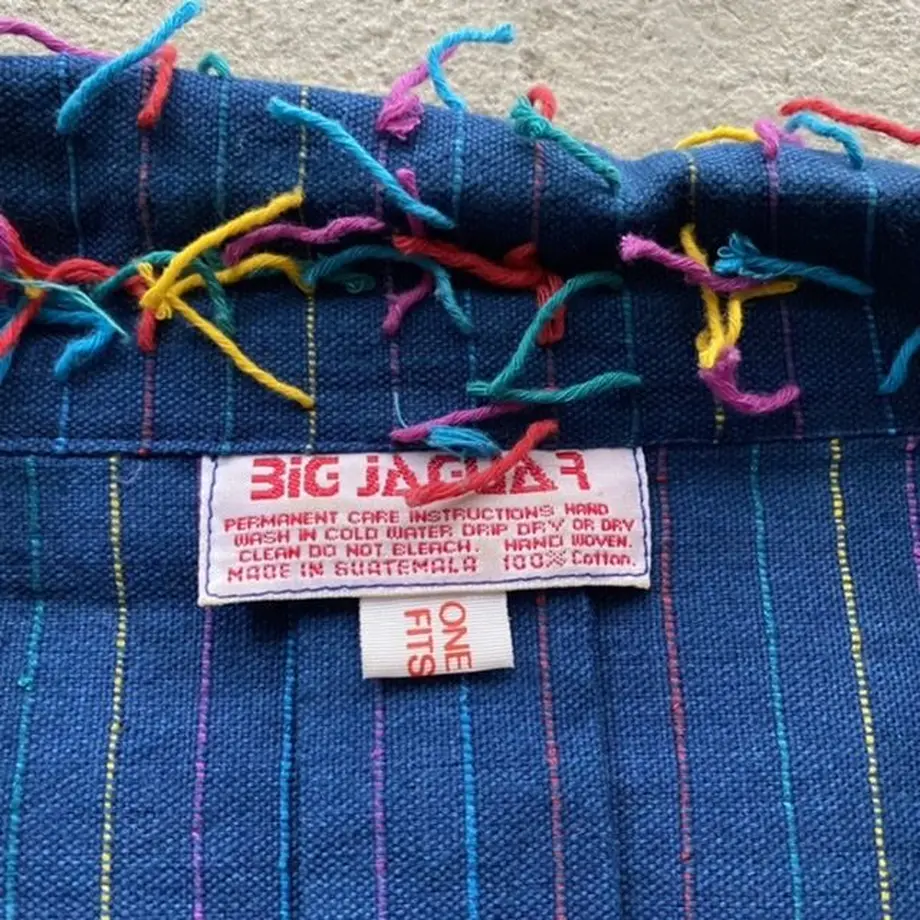 BiG JAGUAR
PERMANENT CARE INSTRUCTIONS HAND
WASH IN COLD WATER DRIP DRY OR DRY
CLEAN DO NOT BLEACH. HAND WOVEN.
MADE IN GUATEMALA 100% Cotton.
ONE
FITS